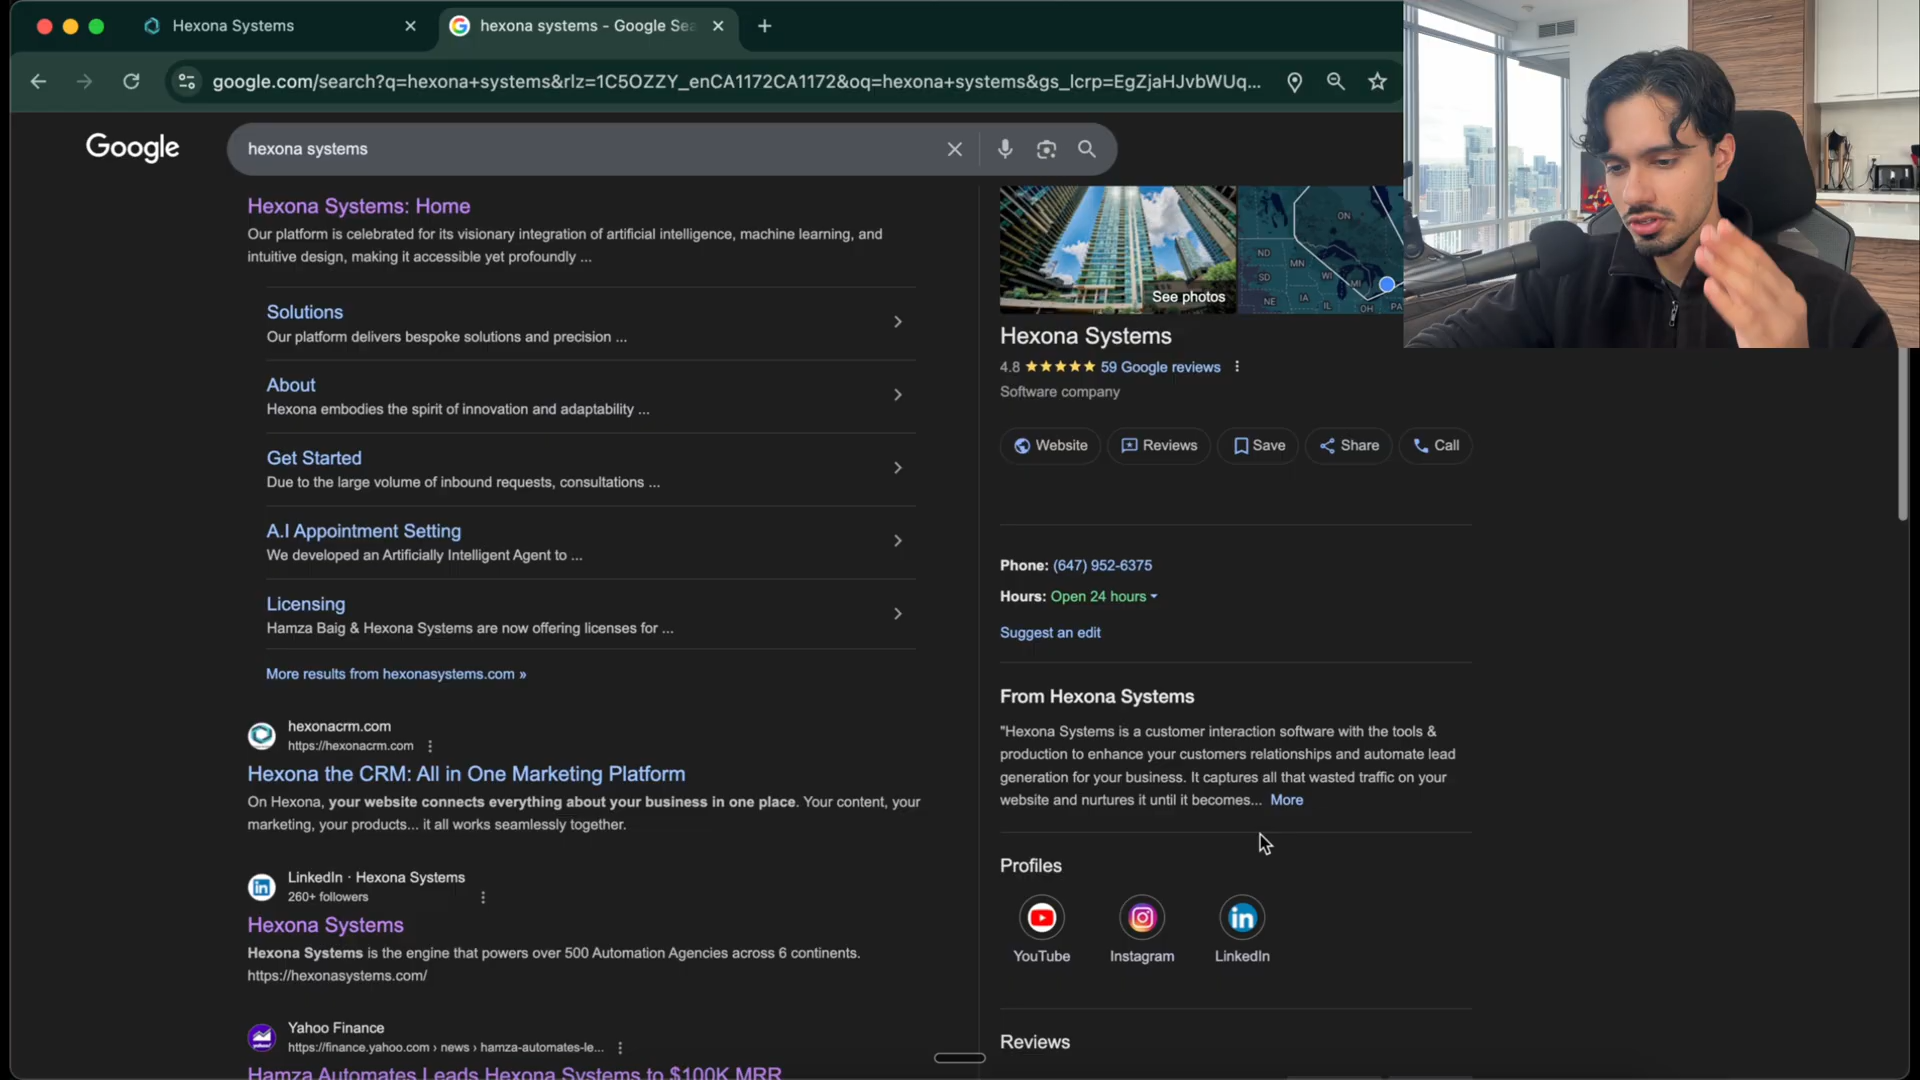 Hexona Systems
hexona systems - Google Sea
google.com/search?q=hexona+systems&rlz=1C5OZZY_enCA1172CA1172&oq=hexona+systems&gs_lcrp=EgZjaHJvbWUq...
Google
hexona systems
Hexona Systems: Home
Our platform is celebrated for its visionary integration of artificial intelligence, machine learning, and
intuitive design, making it accessible yet profoundly ...
Solutions
Our platform delivers bespoke solutions and precision ...
About
Hexona embodies the spirit of innovation and adaptability ...
Get Started
Due to the large volume of inbound requests, consultations ...
A.I Appointment Setting
We developed an Artificially Intelligent Agent to ...
Licensing
Hamza Baig & Hexona Systems are now offering licenses for ...
More results from hexonasystems.com »
hexonacrm.com
https://hexonacrm.com
Hexona the CRM: All in One Marketing Platform
On Hexona, your website connects everything about your business in one place. Your content, your
marketing, your products... it all works seamlessly together.
LinkedIn · Hexona Systems
260+ followers
Hexona Systems
Hexona Systems is the engine that powers over 500 Automation Agencies across 6 continents.
https://hexonasystems.com/
Yahoo Finance
https://finance.yahoo.com › news › hamza-automates-le...
Hamza Automates Leads Hexona Systems to $100K MRR
See photos
ON
ND
MN
SD
WI
MI
NE
IA
IL
OH
PA
Hexona Systems
4.8 59 Google reviews
Software company
Website
Reviews
Save
Share
Call
Phone: (647) 952-6375
Hours: Open 24 hours
Suggest an edit
From Hexona Systems
"Hexona Systems is a customer interaction software with the tools &
production to enhance your customers relationships and automate lead
generation for your business. It captures all that wasted traffic on your
website and nurtures it until it becomes... More
Profiles
YouTube
Instagram
LinkedIn
Reviews